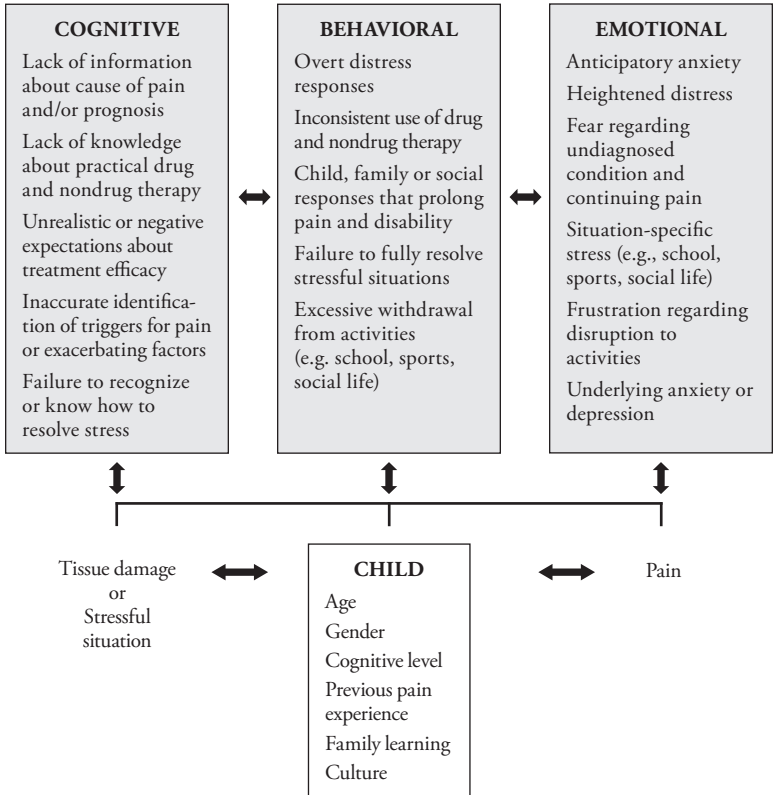 COGNITIVE
Lack of information
about cause of pain
and/or prognosis
Lack of knowledge
about practical drug
and nondrug therapy
Unrealistic or negative
expectations about
treatment efficacy
Inaccurate identifica-
tion of triggers for pain
or exacerbating factors
Failure to recognize
or know how to
resolve stress
BEHAVIORAL
Overt distress
responses
Inconsistent use of drug
and nondrug therapy
Child, family or social
responses that prolong
pain and disability
Failure to fully resolve
stressful situations
Excessive withdrawal
from activities
(e.g. school, sports,
social life)
EMOTIONAL
Anticipatory anxiety
Heightened distress
Fear regarding
undiagnosed
condition and
continuing pain
Situation-specific
stress (e.g., school,
sports, social life)
Frustration regarding
disruption to
activities
Underlying anxiety or
depression
Tissue damage
or
Stressful
situation
CHILD
Age
Gender
Cognitive level
Previous pain
experience
Family learning
Culture
Pain